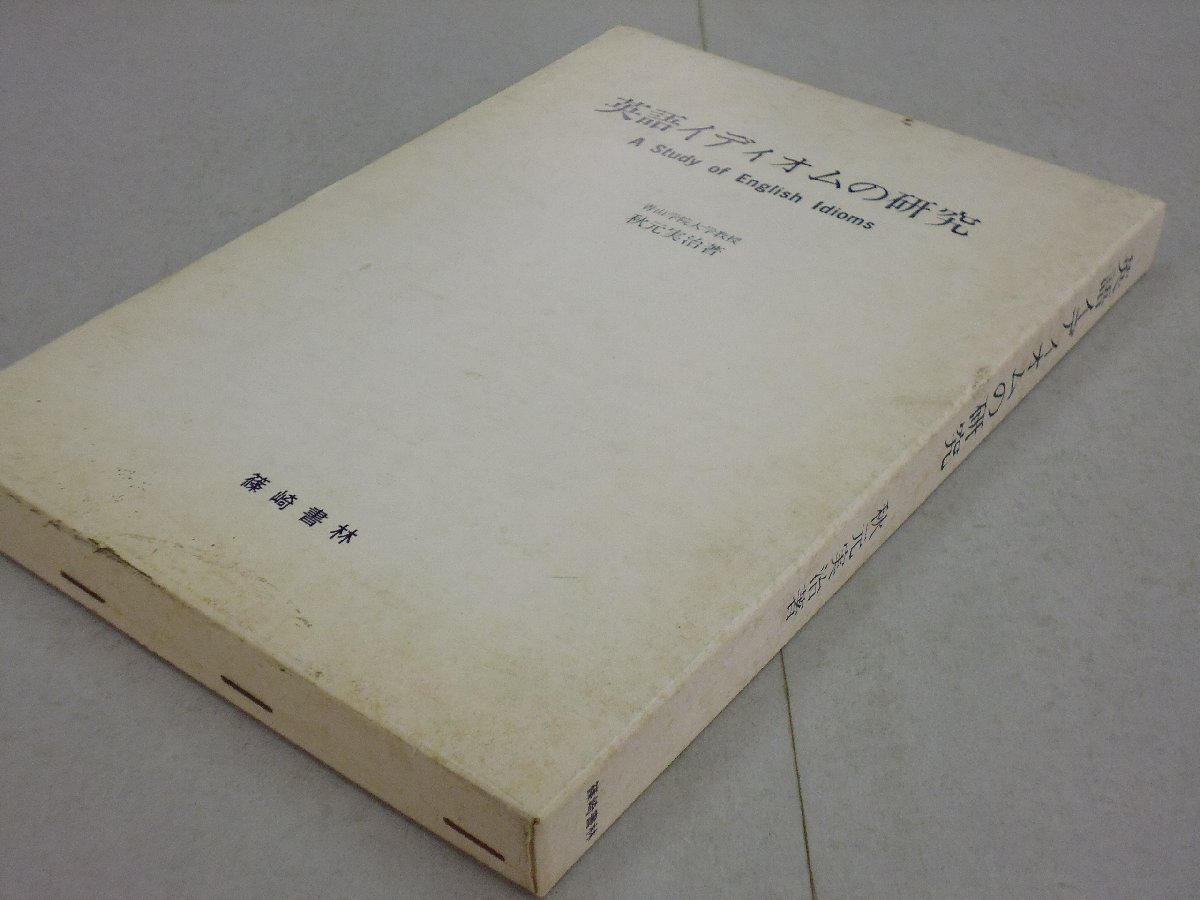 英語イディオムの研究
A Study of English Idioms
青山学院大学教授
秋元実治著
篠崎書林
英語イディオムの研究 秋元実治著
篠崎書林